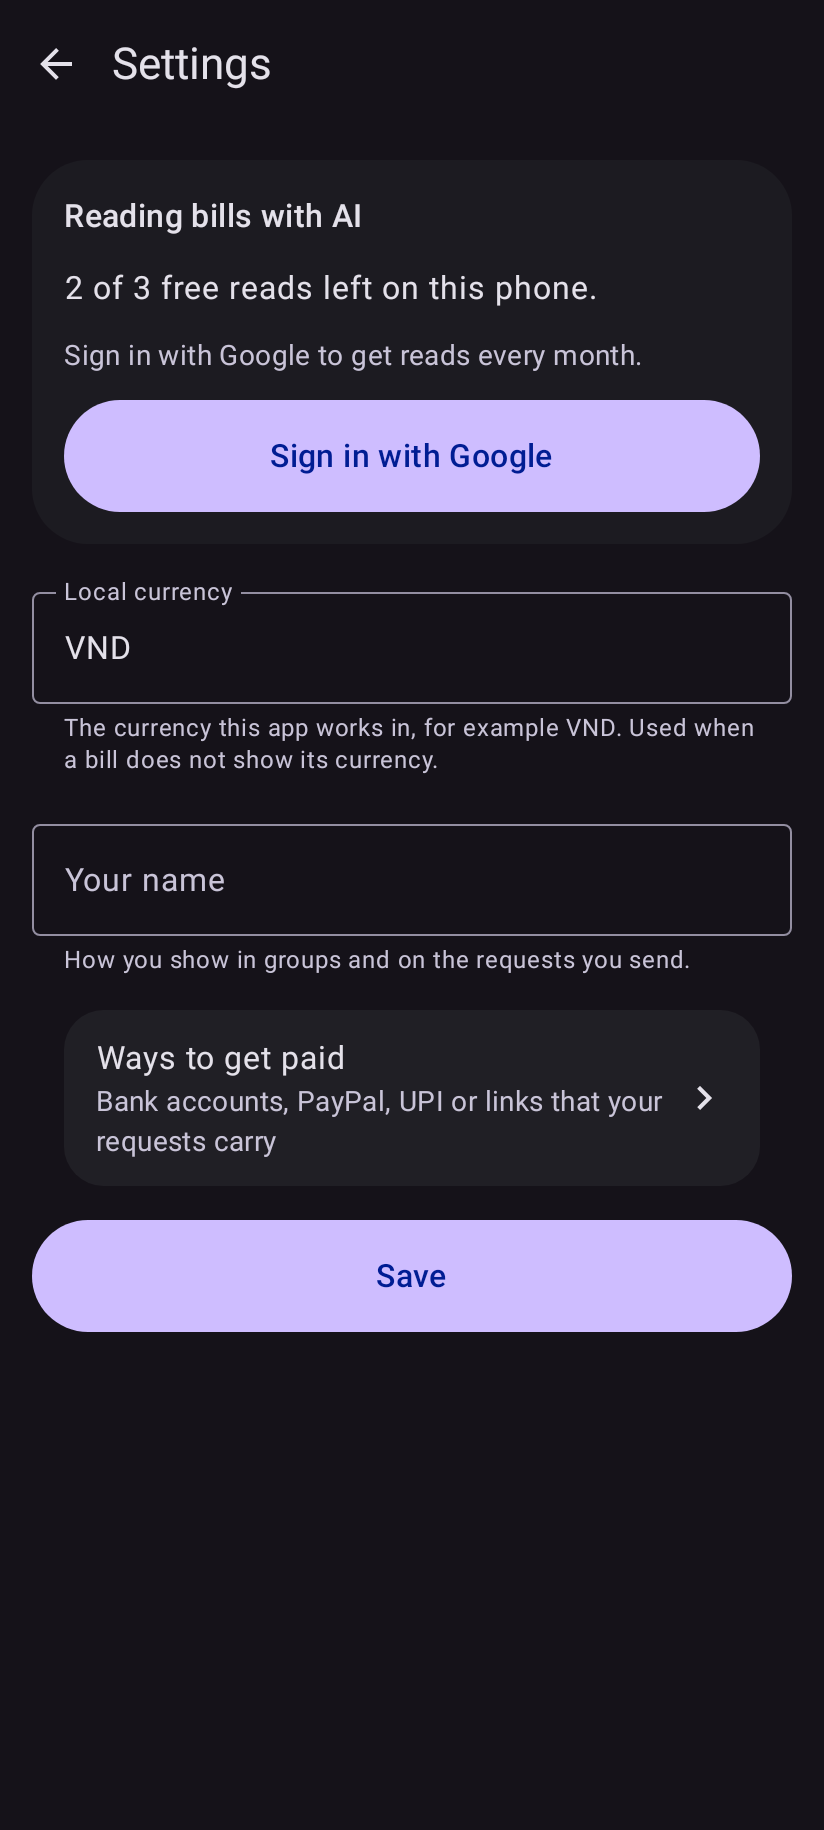 Settings
Reading bills with AI
2 of 3 free reads left on this phone.
Sign in with Google to get reads every month.
Sign in with Google
Local currency
VND
The currency this app works in, for example VND. Used when
a bill does not show its currency.
Your name
How you show in groups and on the requests you send.
Ways to get paid
Bank accounts, PayPal, UPI or links that your
requests carry
Save